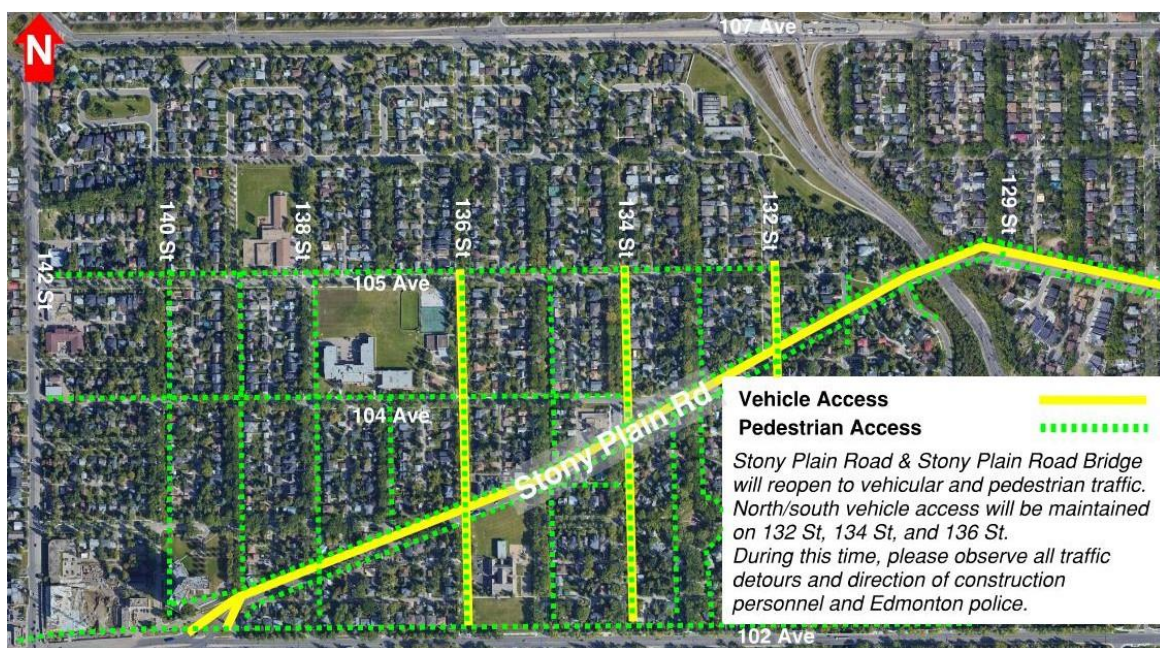 107 Ave
N
140 St
138 St
136 St
134 St
132 St
129 St
142 St
105 Ave
104 Ave
Stony Plain Rd
Vehicle Access
Pedestrian Access
Stony Plain Road & Stony Plain Road Bridge
will reopen to vehicular and pedestrian traffic.
North/south vehicle access will be maintained
on 132 St, 134 St, and 136 St.
During this time, please observe all traffic
detours and direction of construction
personnel and Edmonton police.
102 Ave